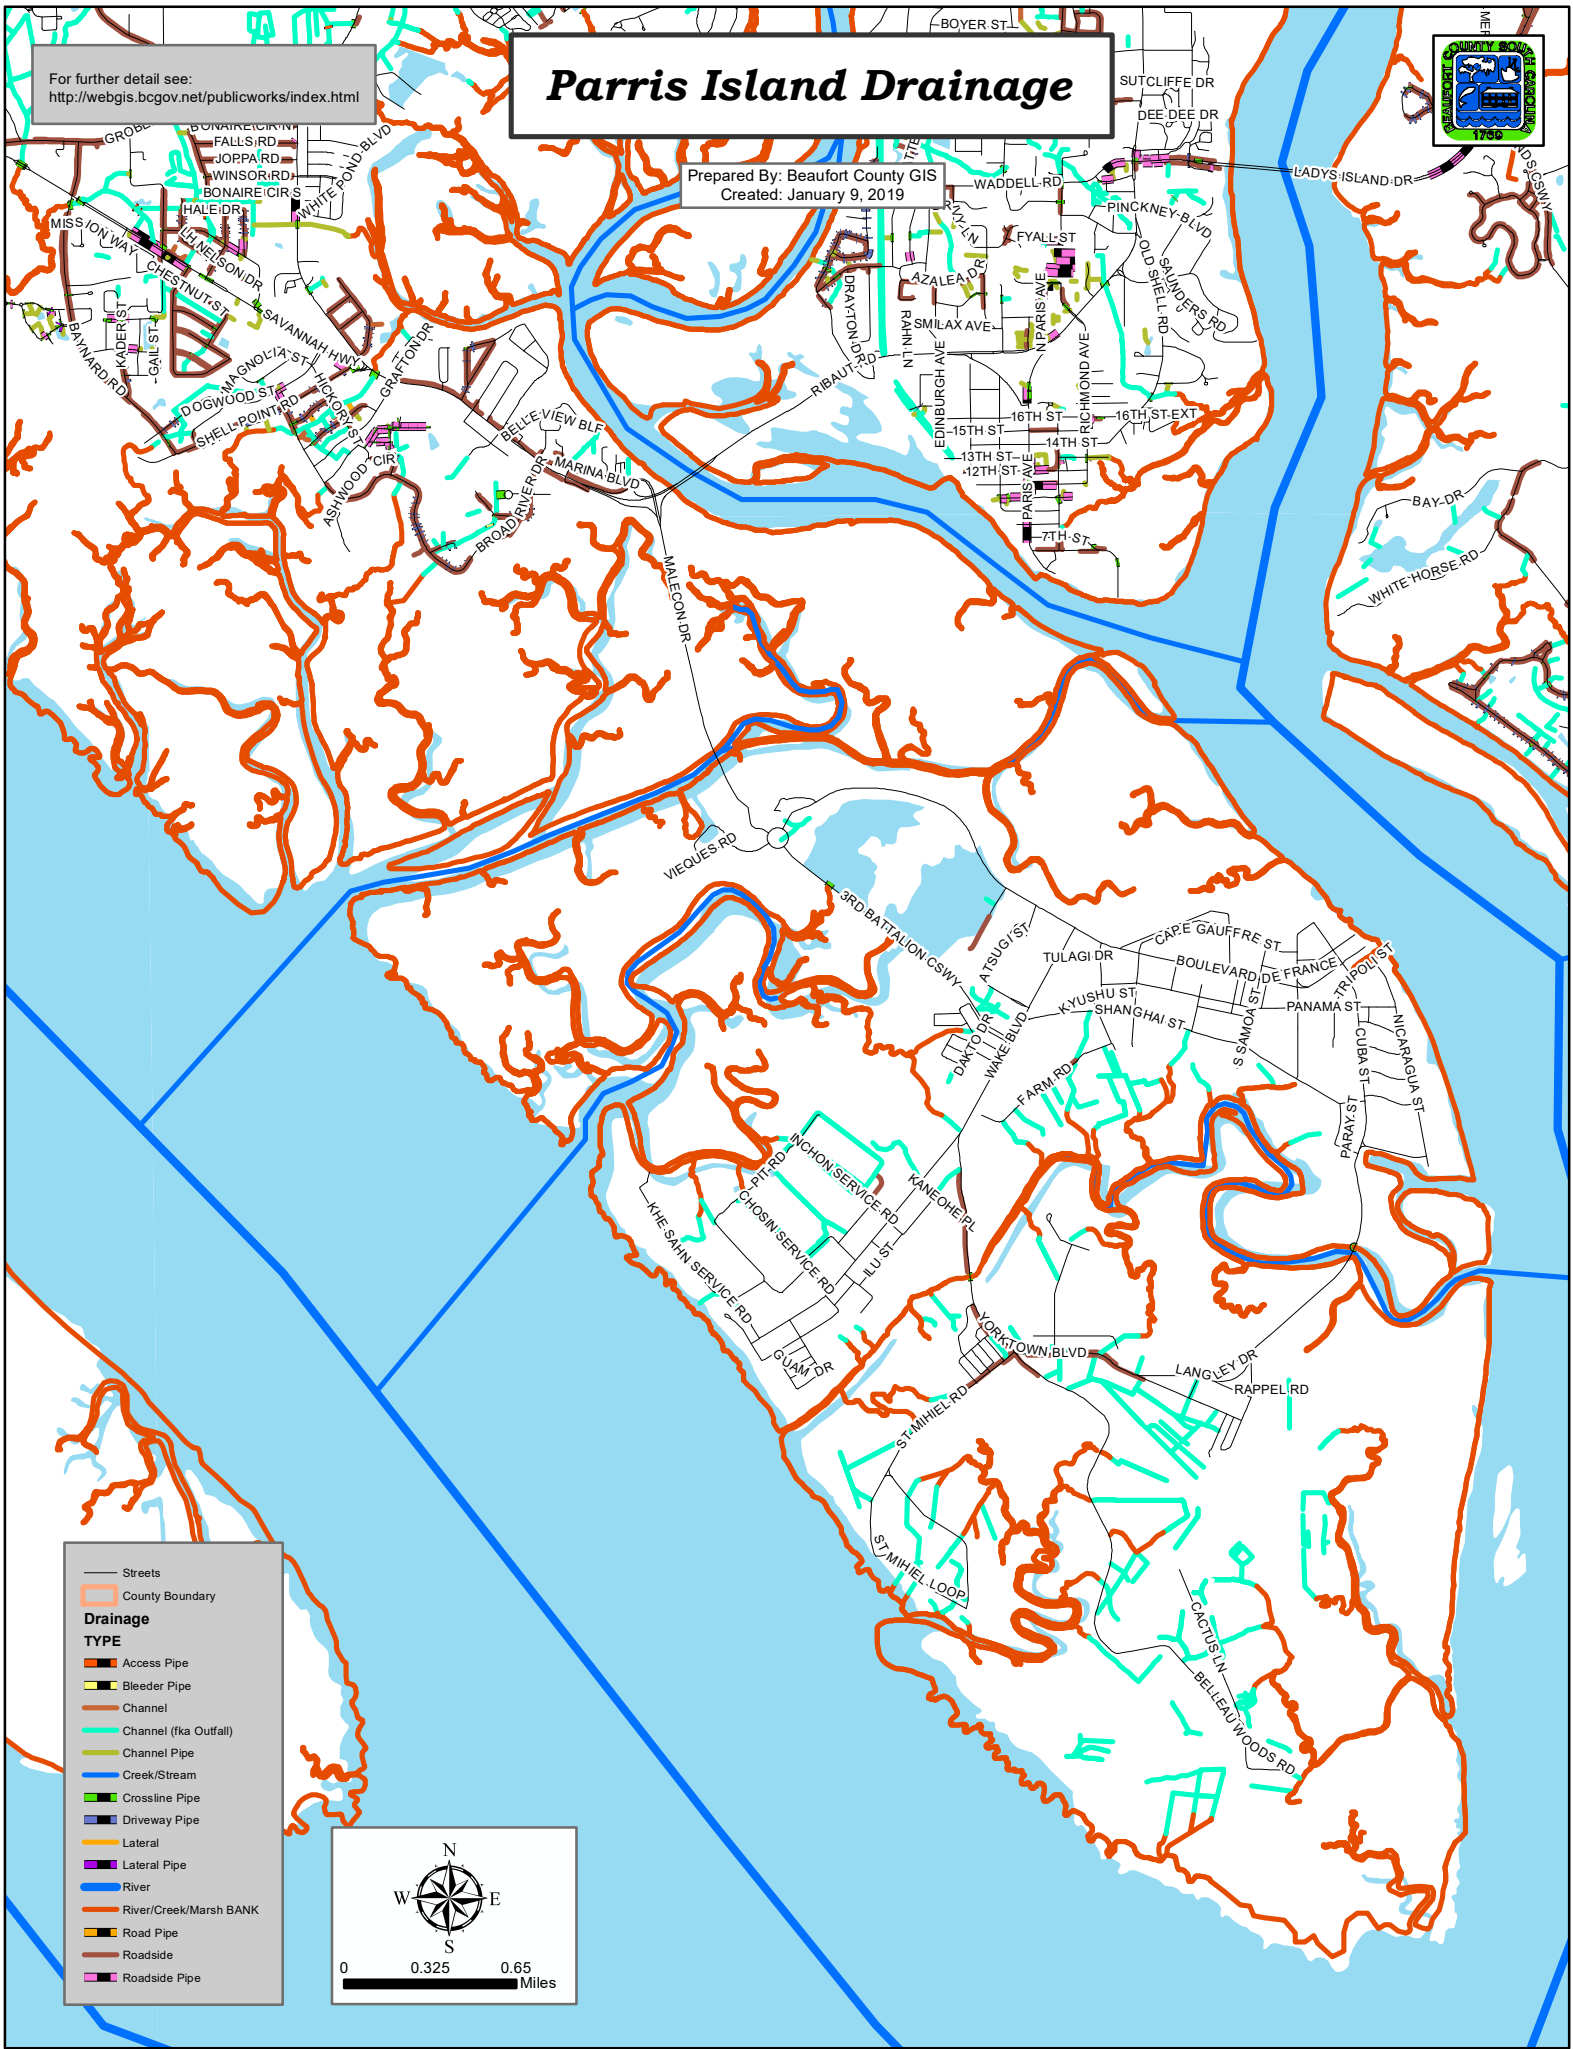 BOYER ST
For further detail see:
http://webgis.bcgov.net/publicworks/index.html
Parris Island Drainage
BEAUFORT COUNTY SOUTH CAROLINA
1769
SUTCLIFFE DR
DEE DEE DR
BONAIRE CIR N
FALLS RD
JOPPA RD
WINSOR RD
BONAIRE CIR S
WHITE POND BLVD
HALE DR
MISSION WAY
LH NELSON DR
CHESTNUT ST
SAVANNAH HWY
Prepared By: Beaufort County GIS
Created: January 9, 2019
WADDELL RD
LADYS ISLAND DR
PINCKNEY BLVD
FYALL ST
AZALEA DR
OLD SHELL RD
SAUNDERS RD
DRAYTON DR
RAINI LN
SMILAX AVE
N PARIS AVE
RICHMOND AVE
EDINBURGH AVE
RIBAUT RD
KADER ST
GAIL ST
BAYNARD RD
MAGNOLIA ST
DOGWOOD ST
HICKORY ST
GRAFTON DR
SHELL POINT RD
ASHWOOD CIR
BELLE VIEW BLF
MARINA BLVD
BROAD RIVER DR
16TH ST
16TH ST EXT
15TH ST
14TH ST
13TH ST
12TH ST
PARIS AVE
7TH ST
BAY DR
WHITE HORSE RD
MALECON DR
VIEQUES RD
3RD BATTALION CSWY
ATSUGI ST
TULAGI DR
CAPE GAUFFRE ST
BOULEVARD DE FRANCE
TRIPOLI ST
KYUSHU ST
SHANGHAI ST
S SAMOA ST
PANAMA ST
CUBA ST
NICARAGUA ST
DAKTO DR
WAKE BLVD
FARM RD
PARAY ST
INCHON SERVICE RD
PIT RD
CHOSIN SERVICE RD
KANEOHE PL
KHE SAHN SERVICE RD
ILU ST
GUAM DR
YORKTOWN BLVD
LANGLEY DR
RAPPEL RD
ST MIHIEL RD
ST MIHIEL LOOP
CACTUS LN
BELLEAU WOODS RD
Streets
County Boundary
Drainage
TYPE
Access Pipe
Bleeder Pipe
Channel
Channel (fka Outfall)
Channel Pipe
Creek/Stream
Crossline Pipe
Driveway Pipe
Lateral
Lateral Pipe
River
River/Creek/Marsh BANK
Road Pipe
Roadside
Roadside Pipe
N
W E
S
0 0.325 0.65
Miles